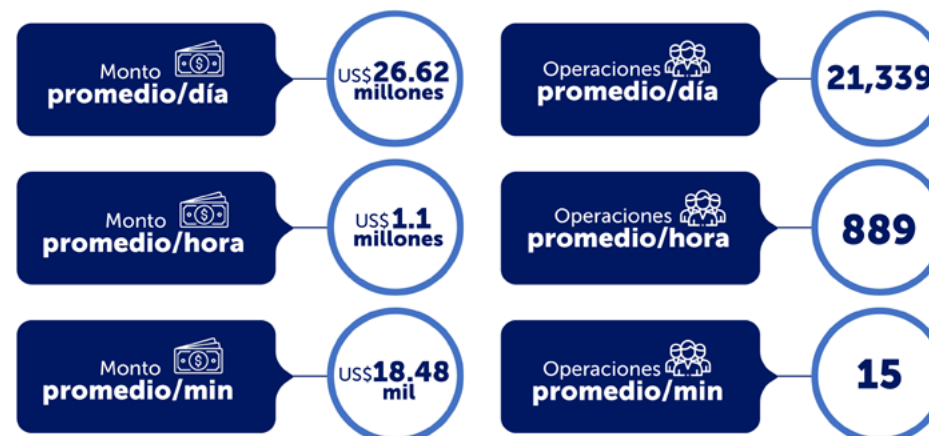 Monto
promedio/día
US$26.62
millones
Operaciones
promedio/día
21,339
Monto
promedio/hora
US$1.1
millones
Operaciones
promedio/hora
889
Monto
promedio/min
US$18.48
mil
Operaciones
promedio/min
15